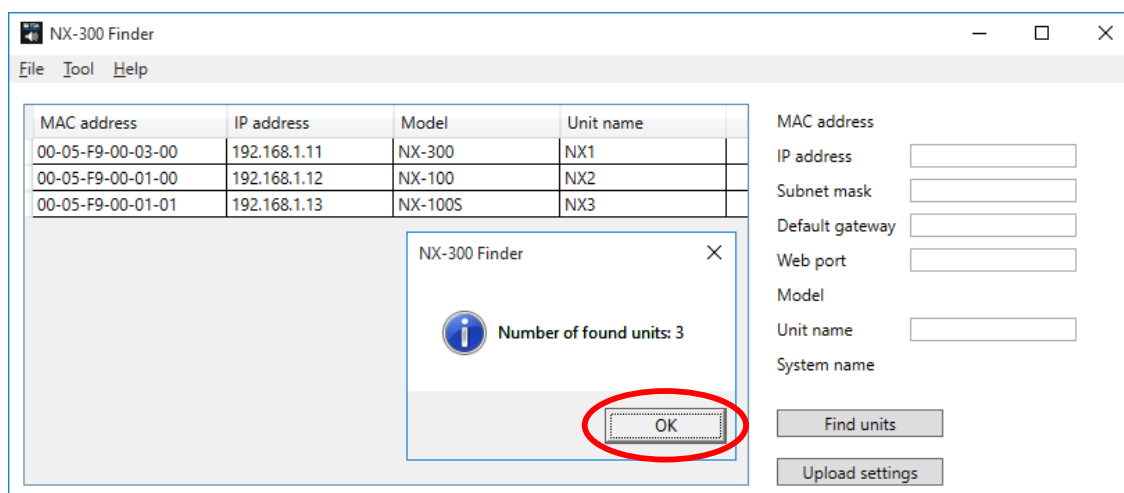 NX-300 Finder
File Tool Help
MAC address IP address Model Unit name
00-05-F9-00-03-00 192.168.1.11 NX-300 NX1
00-05-F9-00-01-00 192.168.1.12 NX-100 NX2
00-05-F9-00-01-01 192.168.1.13 NX-100S NX3
NX-300 Finder
Number of found units: 3
OK
MAC address
IP address
Subnet mask
Default gateway
Web port
Model
Unit name
System name
Find units
Upload settings